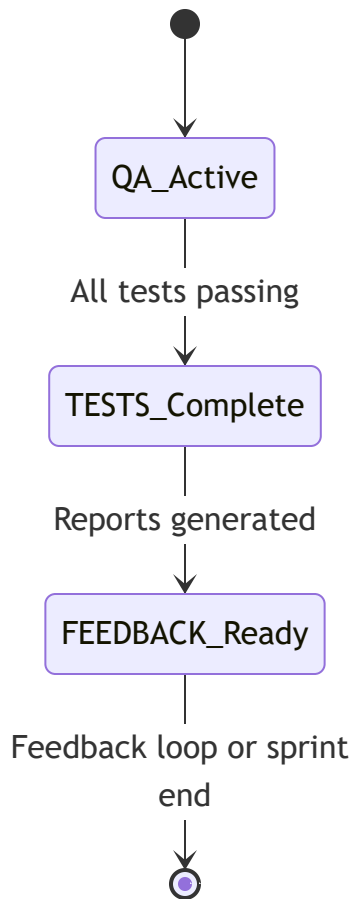 QA_Active
All tests passing
TESTS_Complete
Reports generated
FEEDBACK_Ready
Feedback loop or sprint
end